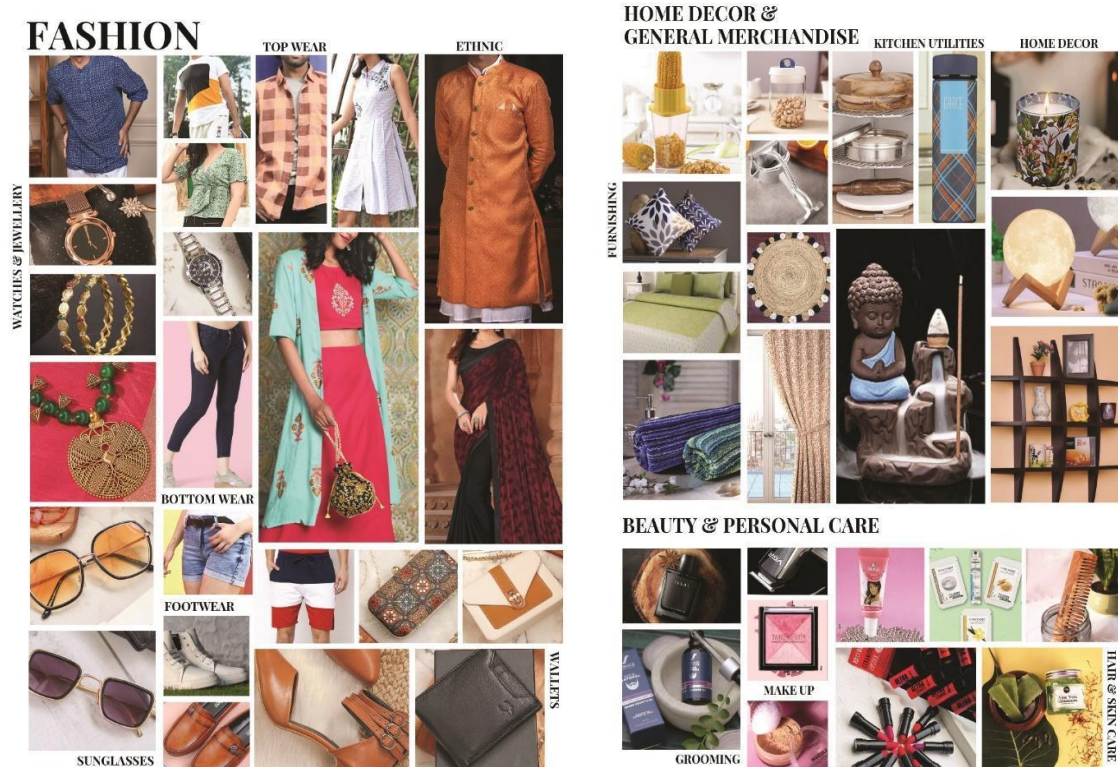 FASHION
TOP WEAR
ETHNIC
WATCHES & JEWELLERY
BOTTOM WEAR
FOOTWEAR
WALLETS
SUNGLASSES
HOME DECOR &
GENERAL MERCHANDISE
KITCHEN UTILITIES
HOME DECOR
FURNISHING
BEAUTY & PERSONAL CARE
MAKE UP
GROOMING
HAIR & SKIN CARE